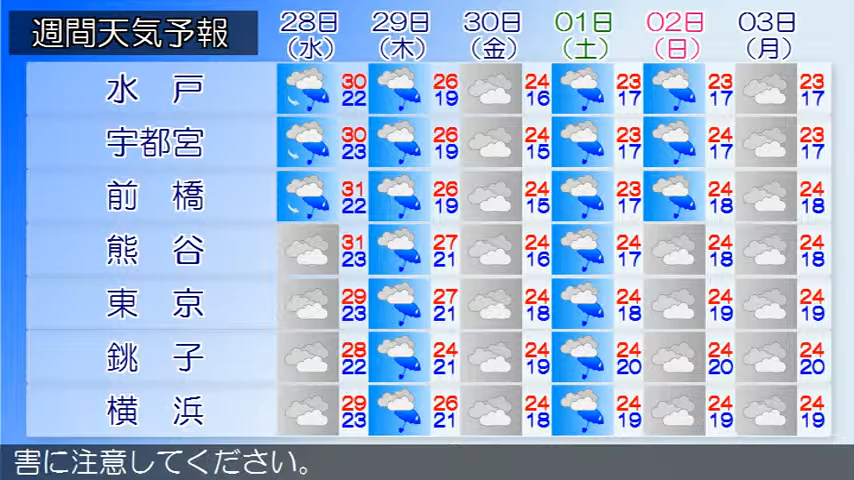 週間天気予報
28日 29日 30日 01日 02日 03日
(水) (木) (金) (土) (日) (月)
水 戸 30 22 26 19 24 16 23 17 23 17 23 17
宇都宮 30 23 26 19 24 15 23 17 24 17 23 17
前 橋 31 22 26 19 24 15 23 17 24 18 24 18
熊 谷 31 23 27 21 24 16 24 17 24 18 24 18
東 京 29 23 27 21 24 18 24 18 24 19 24 19
銚 子 28 22 24 21 24 19 24 20 24 20 24 20
横 浜 29 23 26 21 24 18 24 19 24 19 24 19
害に注意してください。